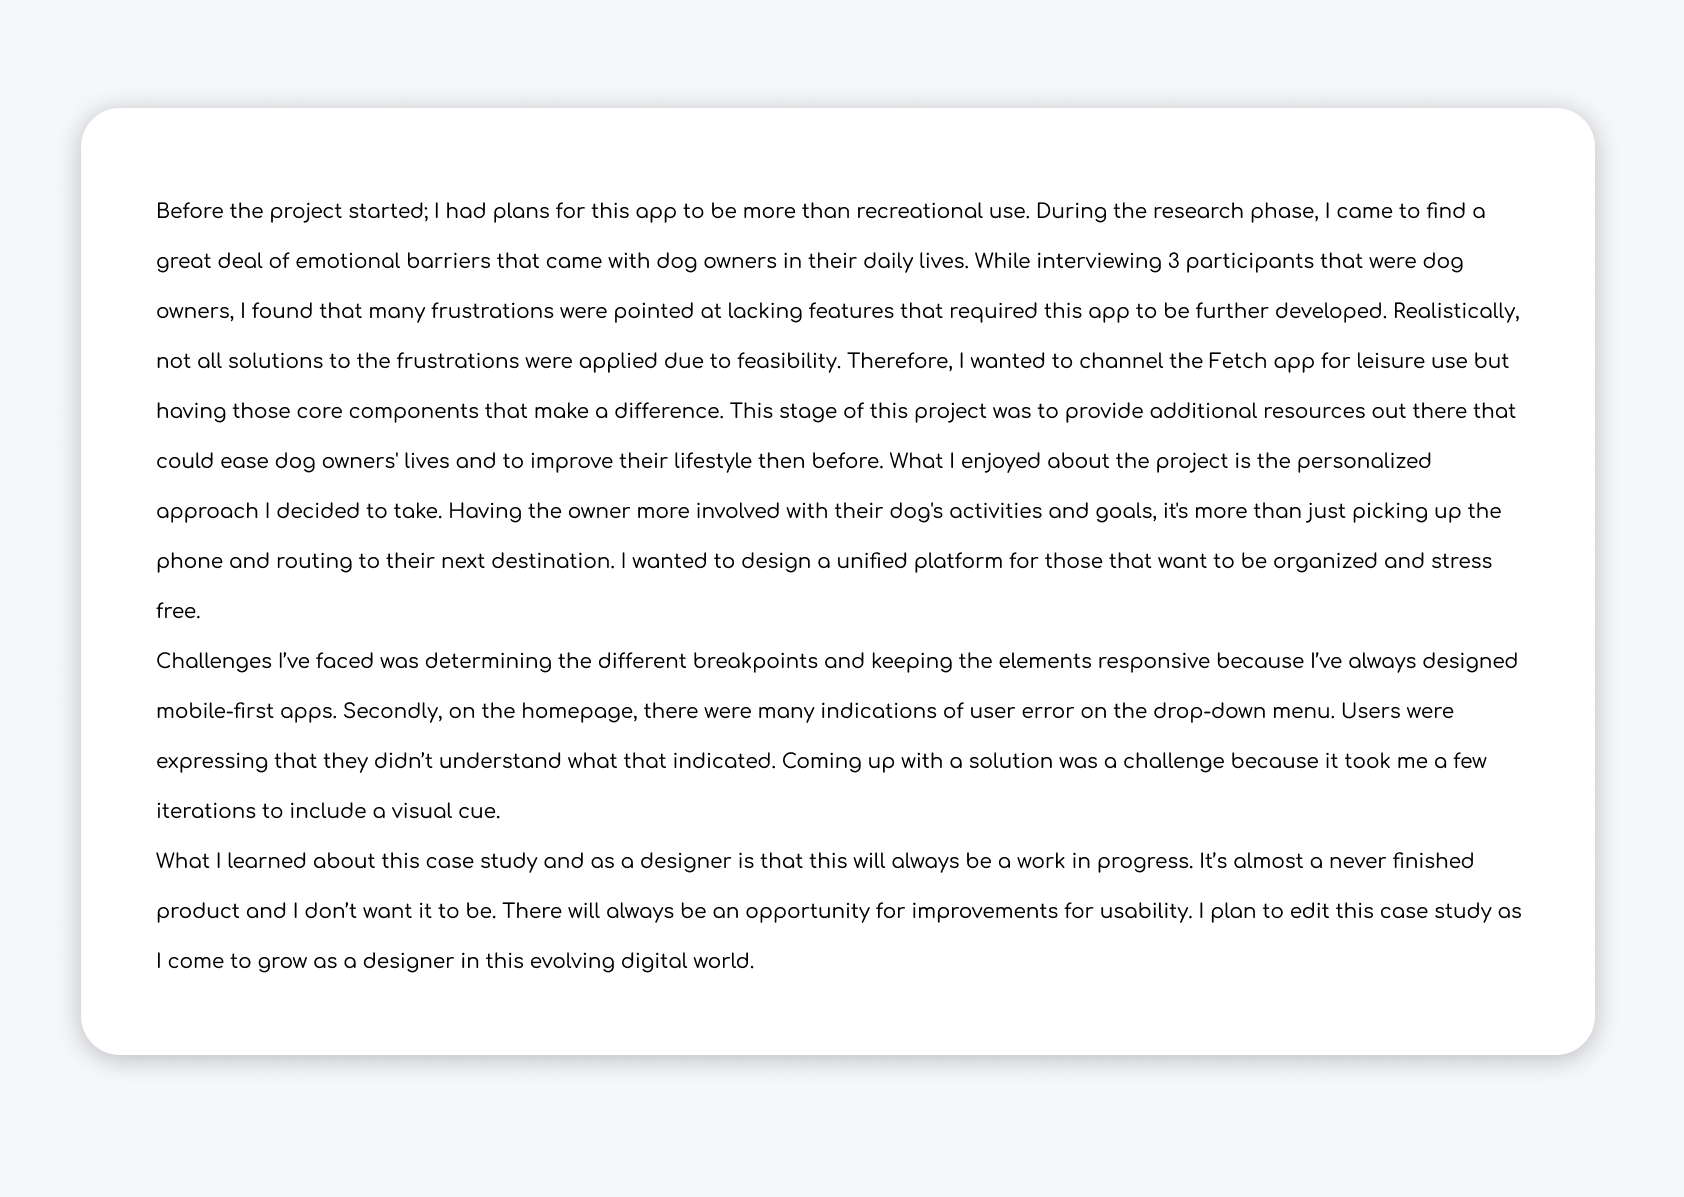 Before the project started; I had plans for this app to be more than recreational use. During the research phase, I came to find a
great deal of emotional barriers that came with dog owners in their daily lives. While interviewing 3 participants that were dog
owners, I found that many frustrations were pointed at lacking features that required this app to be further developed. Realistically,
not all solutions to the frustrations were applied due to feasibility. Therefore, I wanted to channel the Fetch app for leisure use but
having those core components that make a difference. This stage of this project was to provide additional resources out there that
could ease dog owners' lives and to improve their lifestyle then before. What I enjoyed about the project is the personalized
approach I decided to take. Having the owner more involved with their dog's activities and goals, it's more than just picking up the
phone and routing to their next destination. I wanted to design a unified platform for those that want to be organized and stress
free.
Challenges I’ve faced was determining the different breakpoints and keeping the elements responsive because I’ve always designed
mobile-first apps. Secondly, on the homepage, there were many indications of user error on the drop-down menu. Users were
expressing that they didn’t understand what that indicated. Coming up with a solution was a challenge because it took me a few
iterations to include a visual cue.
What I learned about this case study and as a designer is that this will always be a work in progress. It’s almost a never finished
product and I don’t want it to be. There will always be an opportunity for improvements for usability. I plan to edit this case study as
I come to grow as a designer in this evolving digital world.